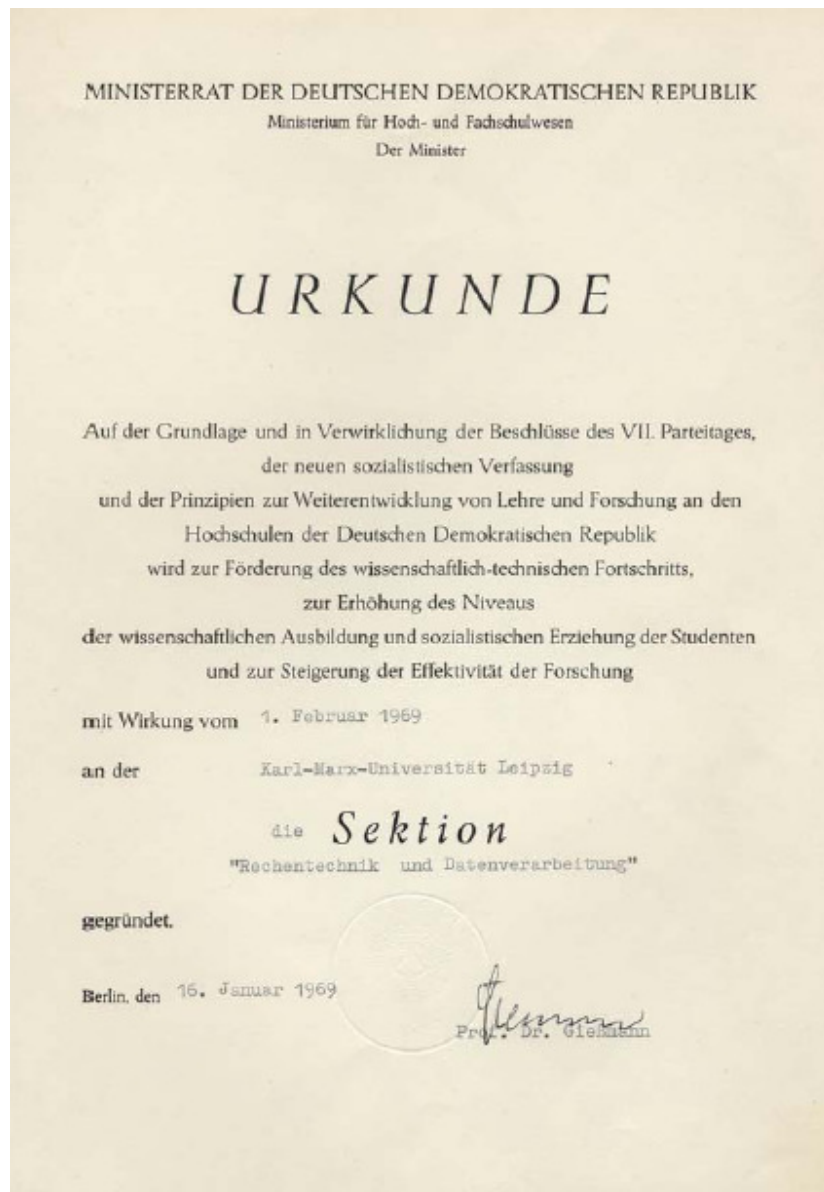 MINISTERRAT DER DEUTSCHEN DEMOKRATISCHEN REPUBLIK
Ministerium für Hoch- und Fachschulwesen
Der Minister
URKUNDE
Auf der Grundlage und in Verwirklichung der Beschlüsse des VII. Parteitages,
der neuen sozialistischen Verfassung
und der Prinzipien zur Weiterentwicklung von Lehre und Forschung an den
Hochschulen der Deutschen Demokratischen Republik
wird zur Förderung des wissenschaftlich-technischen Fortschritts,
zur Erhöhung des Niveaus
der wissenschaftlichen Ausbildung und sozialistischen Erziehung der Studenten
und zur Steigerung der Effektivität der Forschung
mit Wirkung vom 1. Februar 1969
an der Karl-Marx-Universität Leipzig
die Sektion
"Rechentechnik und Datenverarbeitung"
gegründet.
Berlin, den 16. Januar 1969
Prof. Dr. Gießmann